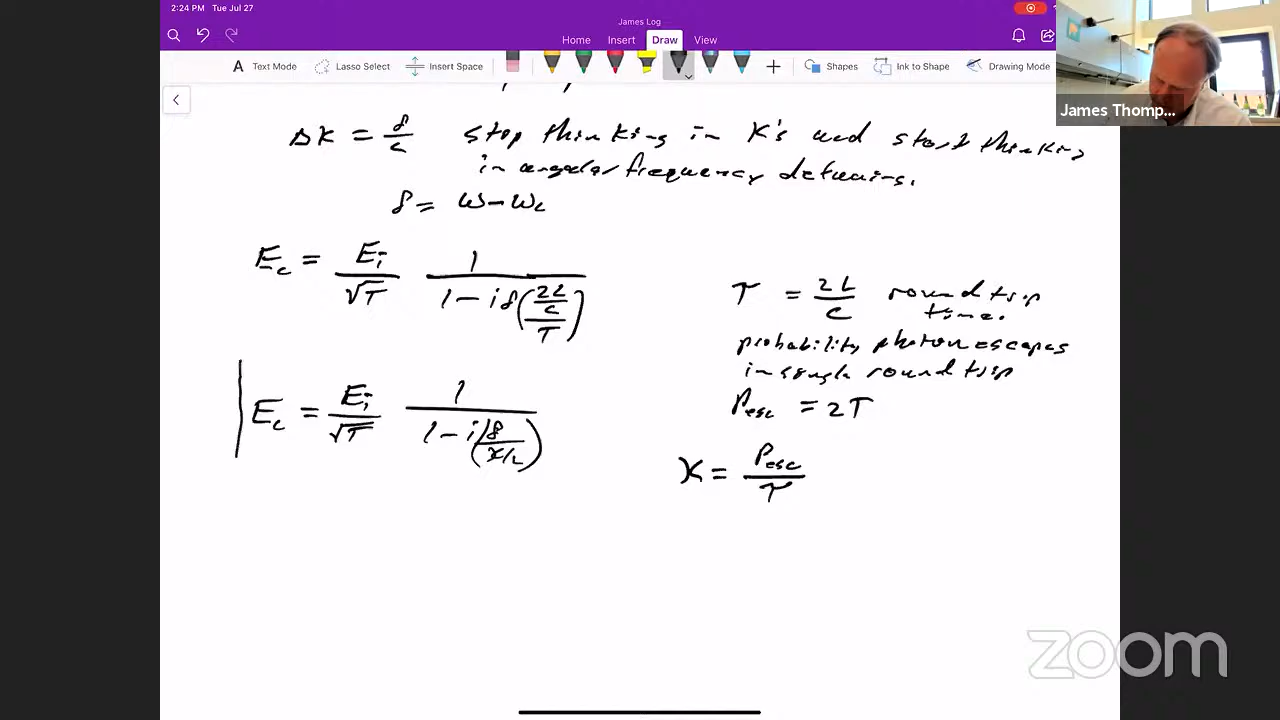 2:24 PM Tue Jul 27
James Log
Home Insert Draw View
Text Mode Lasso Select Insert Space Shapes Ink to Shape Drawing Mode
James Thomp...
ΔK = δ/c stop thinking in K's and start thinking
in angular frequency detuning.
δ = ω - ωc
Ec = Ei/√T 1/(1 - iδ((2L/c)/T))
τ = 2L/c round trip
time.
probability photon escapes
in single round trip
Pesc = 2T
Ec = Ei/√T 1/(1 - i(δ/(κ/2)))
κ = Pesc/τ
zoom